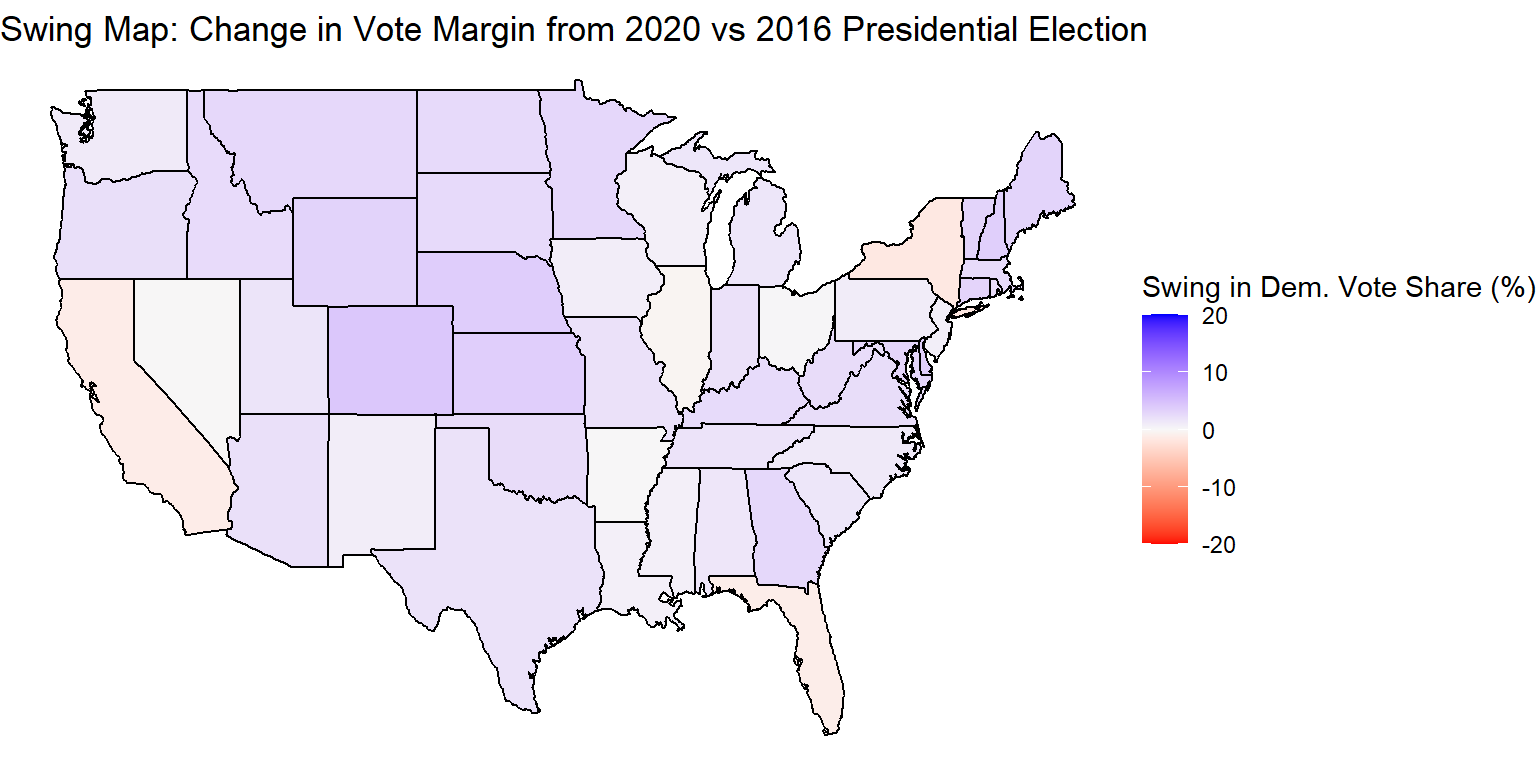 Swing Map: Change in Vote Margin from 2020 vs 2016 Presidential Election
Swing in Dem. Vote Share (%)
20
10
0
-10
-20